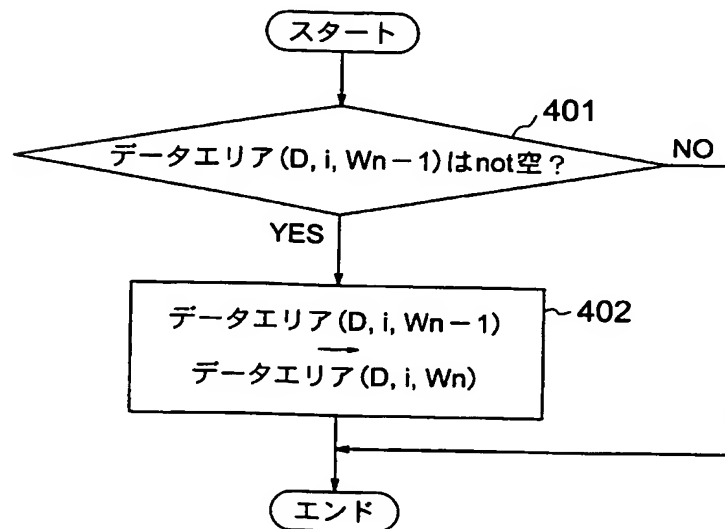 スタート
401
データエリア(D, i, Wn−1)はnot空?
NO
YES
データエリア(D, i, Wn−1)
402
データエリア(D, i, Wn)
エンド